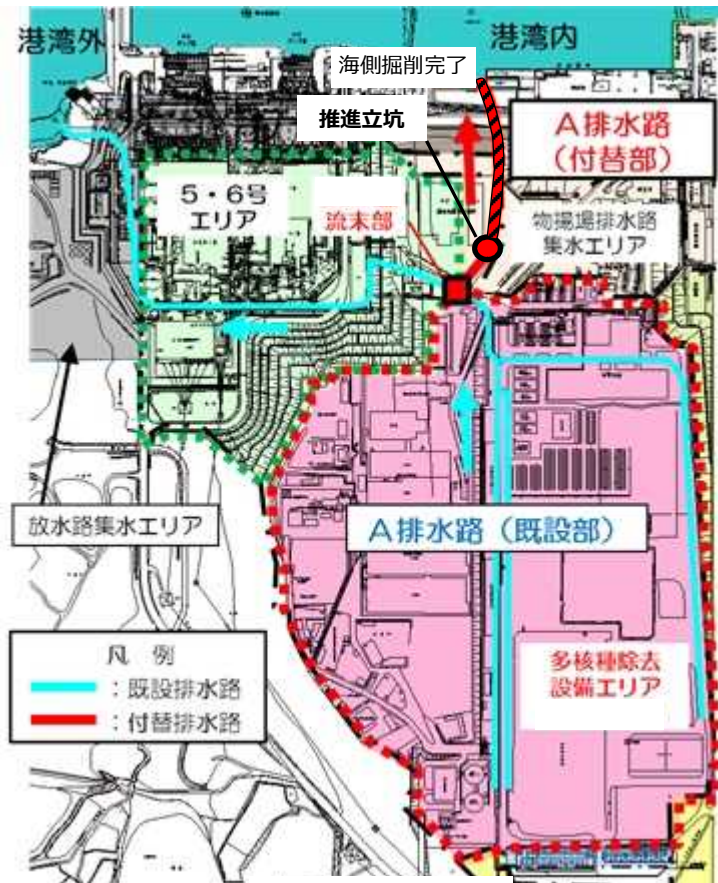 港湾外
港湾内
海側掘削完了
推進立坑
A排水路
（付替部）
5・6号
エリア
流末部
物揚場排水路
集水エリア
放水路集水エリア
A排水路（既設部）
凡 例
：既設排水路
：付替排水路
多核種除去
設備エリア